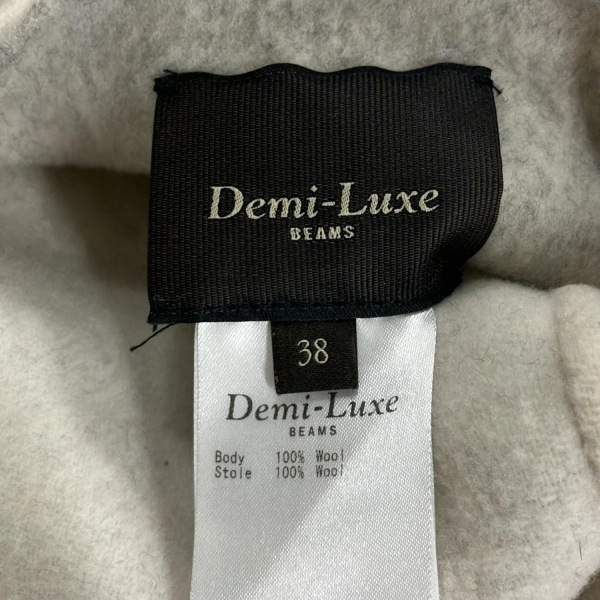 Demi-Luxe
BEAMS
38
Demi-Luxe
BEAMS
Body 100% Wool
Stole 100% Wool